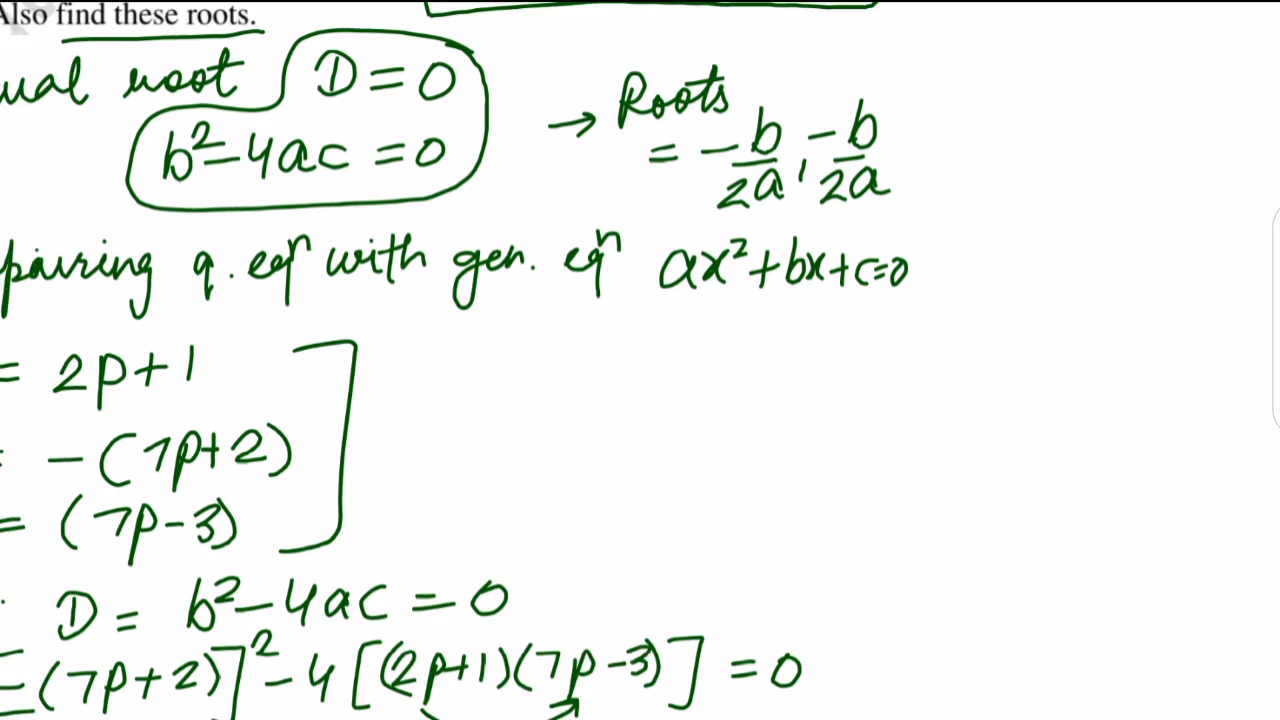 Also find these roots.
ual root D = 0
b² - 4ac = 0
→ Roots
= -b/2a, -b/2a
pairing q. eqⁿ with gen. eqⁿ ax² + bx + c = 0
= 2p + 1
= - (7p + 2)
= (7p - 3)
D = b² - 4ac = 0
- (7p + 2)]² - 4 [(2p + 1)(7p - 3)] = 0